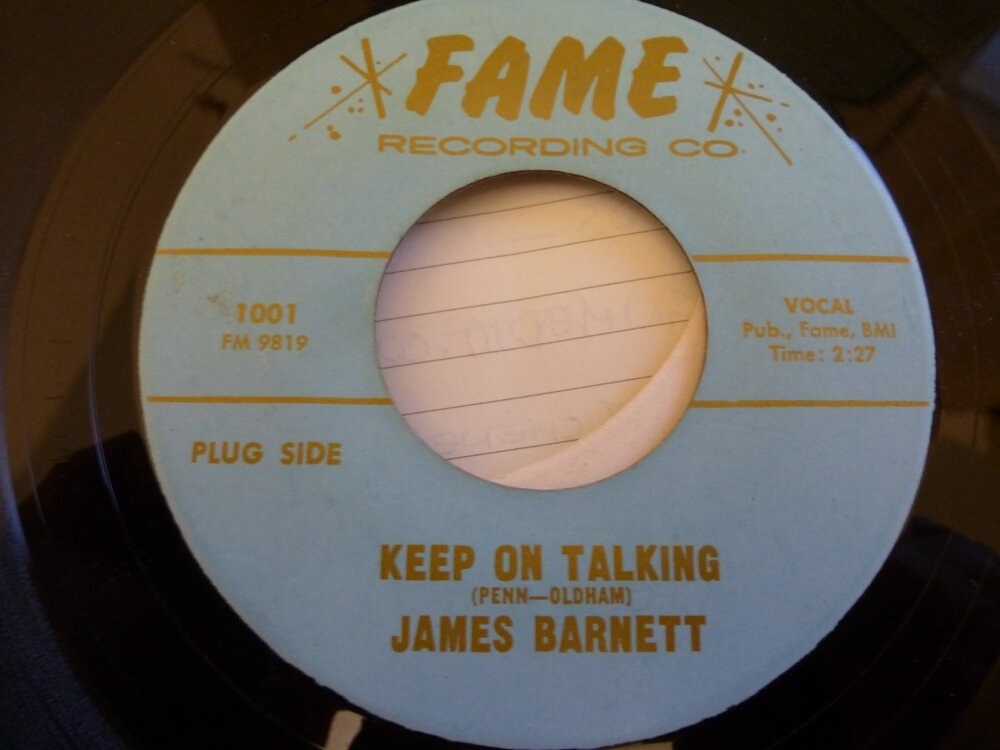 FAME
RECORDING CO.
1001
FM 9819
VOCAL
Pub., Fame, BMI
Time: 2:27
PLUG SIDE
KEEP ON TALKING
(PENN—OLDHAM)
JAMES BARNETT